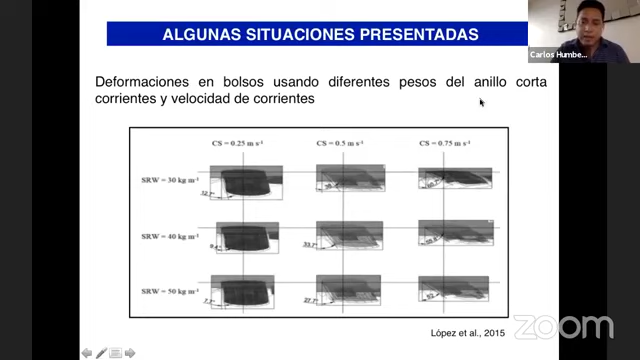 ALGUNAS SITUACIONES PRESENTADAS
Carlos Humbe...
Deformaciones en bolsos usando diferentes pesos del anillo corta
corrientes y velocidad de corrientes
CS = 0.25 m s⁻¹ CS = 0.5 m s⁻¹ CS = 0.75 m s⁻¹
SRW = 30 kg m⁻¹
SRW = 40 kg m⁻¹
SRW = 50 kg m⁻¹
López et al., 2015
zoom